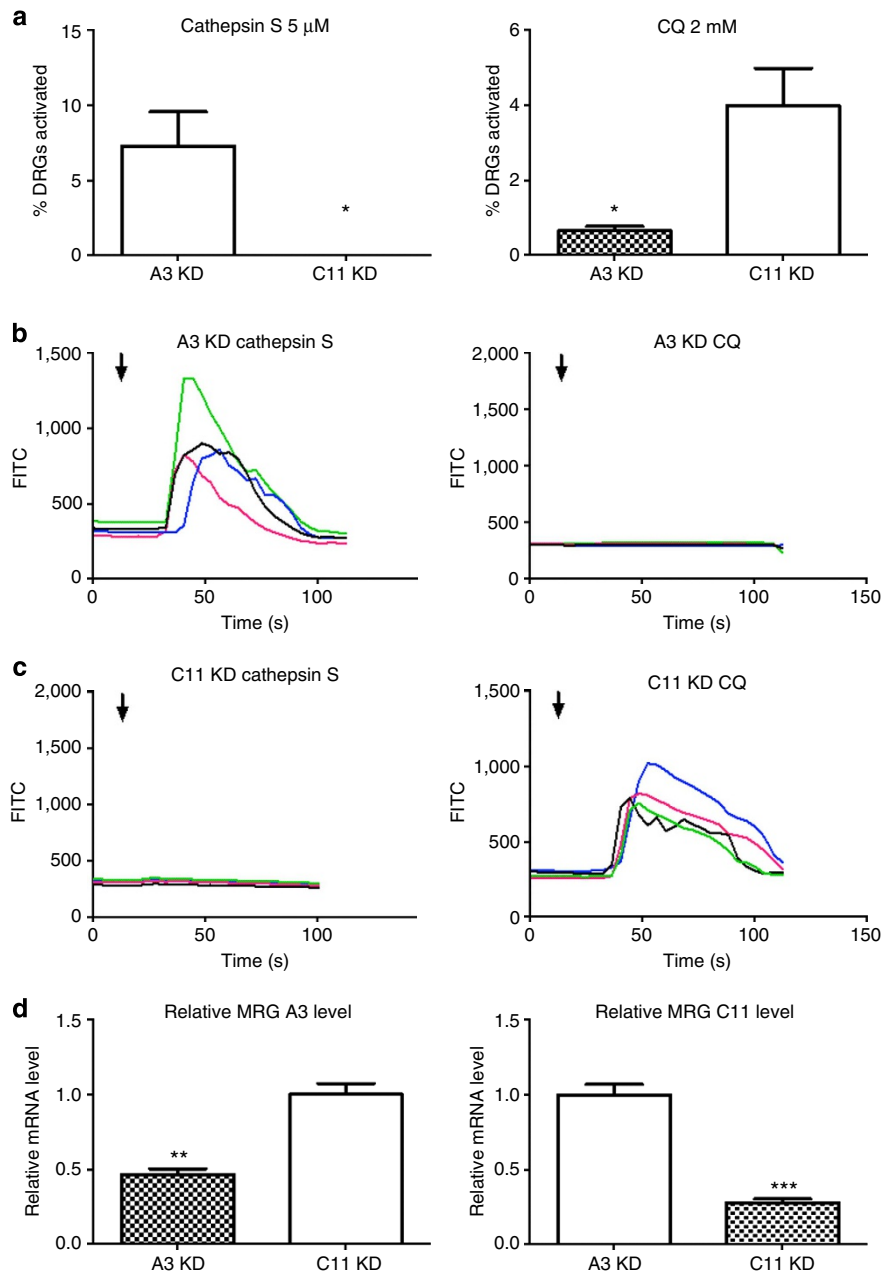 a
Cathepsin S 5 μM
% DRGs activated
15
10
5
0
*
A3 KD
C11 KD
CQ 2 mM
% DRGs activated
6
4
2
0
*
A3 KD
C11 KD
b
A3 KD cathepsin S
FITC
1,500
1,000
500
0
0
50
100
Time (s)
A3 KD CQ
FITC
2,000
1,500
1,000
500
0
0
50
100
150
Time (s)
c
C11 KD cathepsin S
FITC
2,000
1,500
1,000
500
0
0
50
100
Time (s)
C11 KD CQ
FITC
1,500
1,000
500
0
0
50
100
150
Time (s)
d
Relative MRG A3 level
Relative mRNA level
1.5
1.0
0.5
0.0
**
A3 KD
C11 KD
Relative MRG C11 level
Relative mRNA level
1.5
1.0
0.5
0.0
***
A3 KD
C11 KD